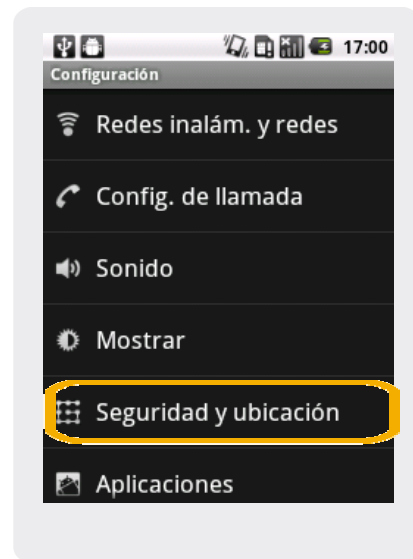 17:00
Configuración
Redes inalám. y redes
Config. de llamada
Sonido
Mostrar
Seguridad y ubicación
Aplicaciones